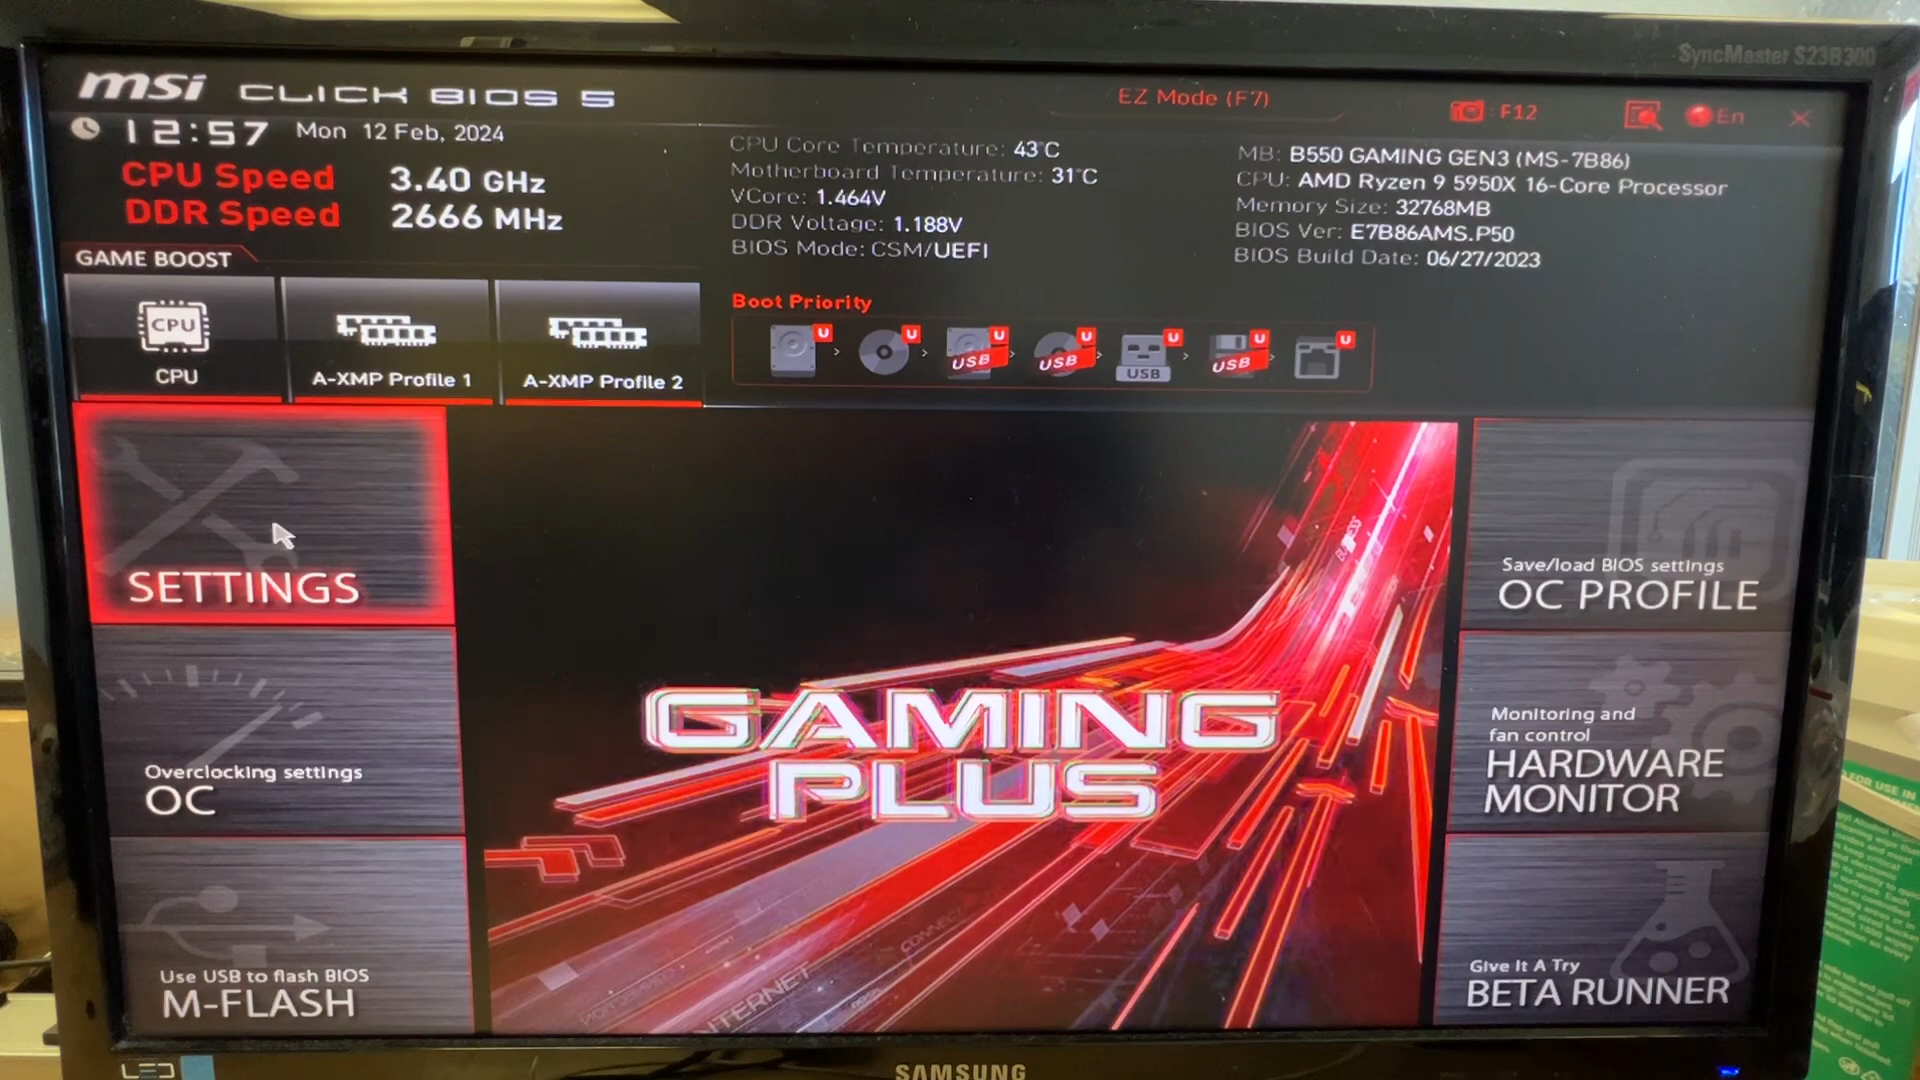 SyncMaster S23B300
msi CLICK BIOS 5
EZ Mode (F7)
: F12
En
12:57 Mon 12 Feb, 2024
CPU Speed 3.40 GHz
DDR Speed 2666 MHz
CPU Core Temperature: 43°C
Motherboard Temperature: 31°C
VCore: 1.464V
DDR Voltage: 1.188V
BIOS Mode: CSM/UEFI
MB: B550 GAMING GEN3 (MS-7B86)
CPU: AMD Ryzen 9 5950X 16-Core Processor
Memory Size: 32768MB
BIOS Ver: E7B86AMS.P50
BIOS Build Date: 06/27/2023
GAME BOOST
CPU
CPU
A-XMP Profile 1
A-XMP Profile 2
Boot Priority
U U U U U U U
USB USB USB USB
SETTINGS
Overclocking settings
OC
Use USB to flash BIOS
M-FLASH
GAMING
PLUS
INTERNET
CONNECT
Save/load BIOS settings
OC PROFILE
Monitoring and
fan control
HARDWARE
MONITOR
Give It A Try
BETA RUNNER
FOR USE IN
LED
SAMSUNG